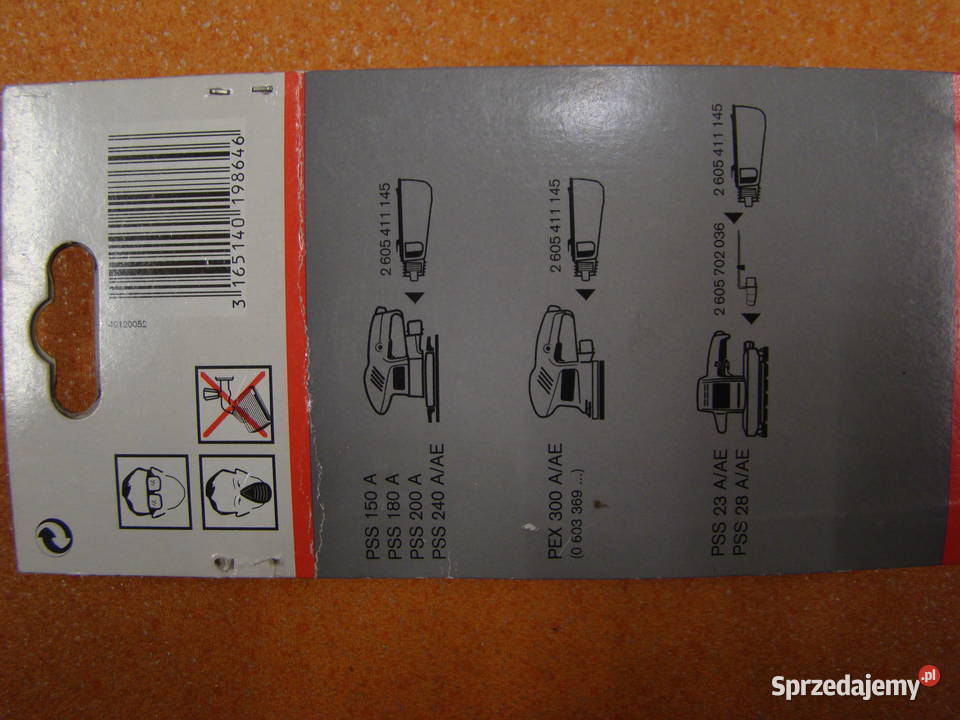 3 165140 198646
49120052
PSS 150 A
PSS 180 A
PSS 200 A
PSS 240 A/AE
2 605 411 145
PEX 300 A/AE
(0 603 369 ...)
2 605 411 145
PSS 23 A/AE
PSS 28 A/AE
2 605 702 036
2 605 411 145
Sprzedajemy.pl